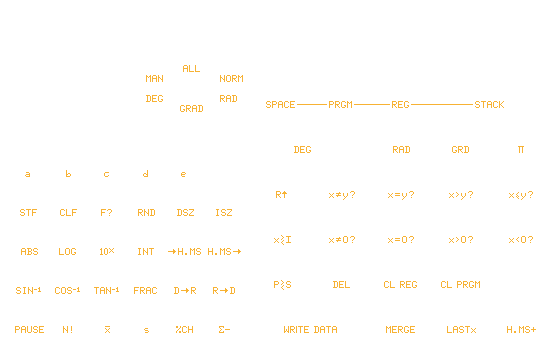 ALL
MAN NORM
DEG RAD
GRAD
SPACE PRGM REG STACK
DEG RAD GRD π
a b c d e
R↑ x≠y? x=y? x>y? x≤y?
STF CLF F? RND DSZ ISZ
x⇄I x≠0? x=0? x>0? x<0?
ABS LOG 10ˣ INT →H.MS H.MS→
P⇄S DEL CL REG CL PRGM
SIN⁻¹ COS⁻¹ TAN⁻¹ FRAC D→R R→D
PAUSE N! x̅ s %CH Σ- WRITE DATA MERGE LASTx H.MS+